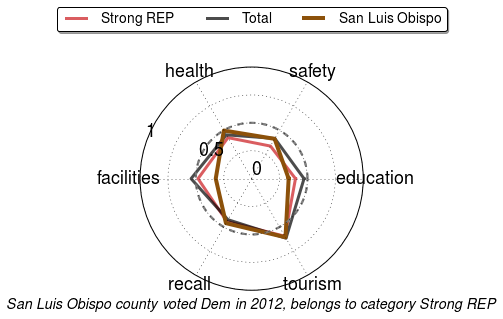 Strong REP Total San Luis Obispo
health safety
1
0.5
0
facilities education
recall tourism
San Luis Obispo county voted Dem in 2012, belongs to category Strong REP